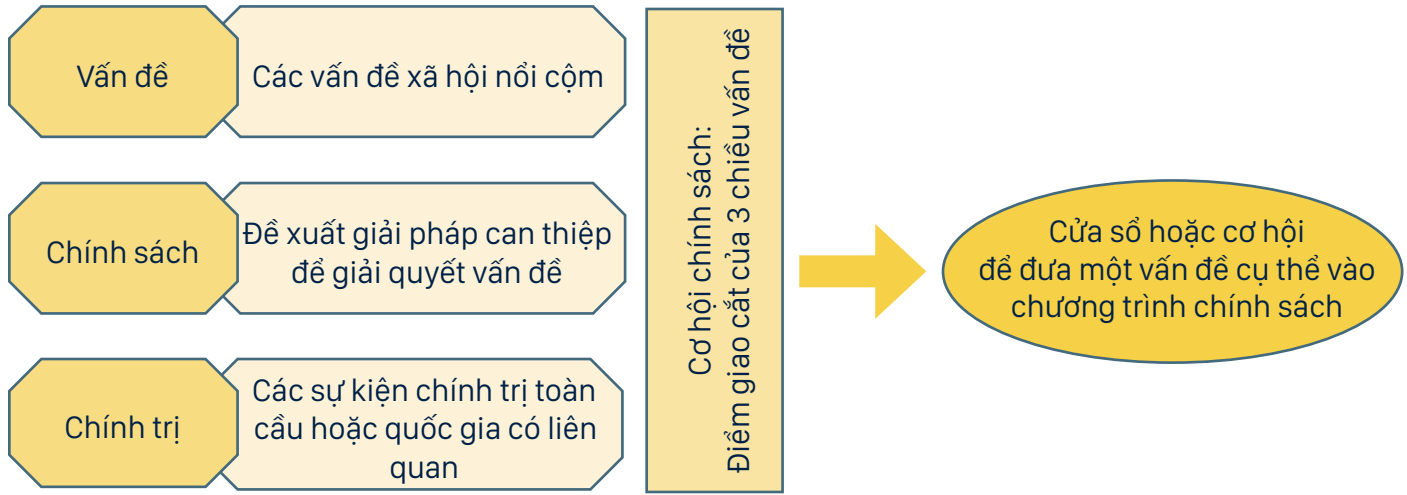 Vấn đề
Các vấn đề xã hội nổi cộm
Chính sách
Đề xuất giải pháp can thiệp
để giải quyết vấn đề
Chính trị
Các sự kiện chính trị toàn
cầu hoặc quốc gia có liên
quan
Cơ hội chính sách:
Điểm giao cắt của 3 chiều vấn đề
Cửa sổ hoặc cơ hội
để đưa một vấn đề cụ thể vào
chương trình chính sách